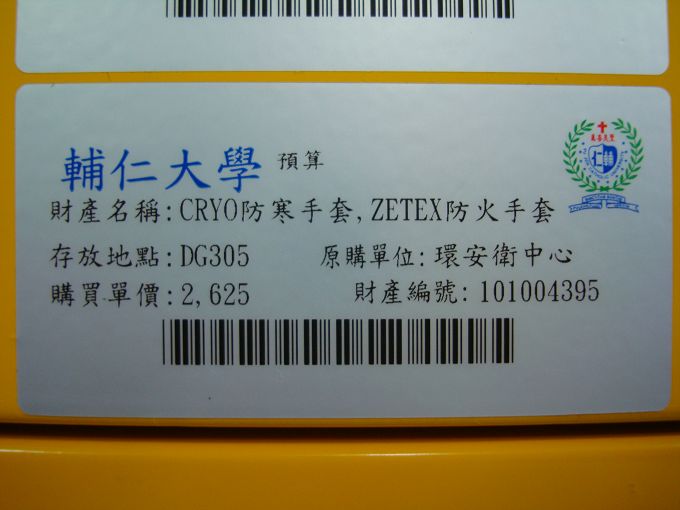 輔仁大學 預算
財產名稱:CRYO防寒手套,ZETEX防火手套
存放地點:DG305 原購單位:環安衛中心
購買單價:2,625 財產編號:101004395